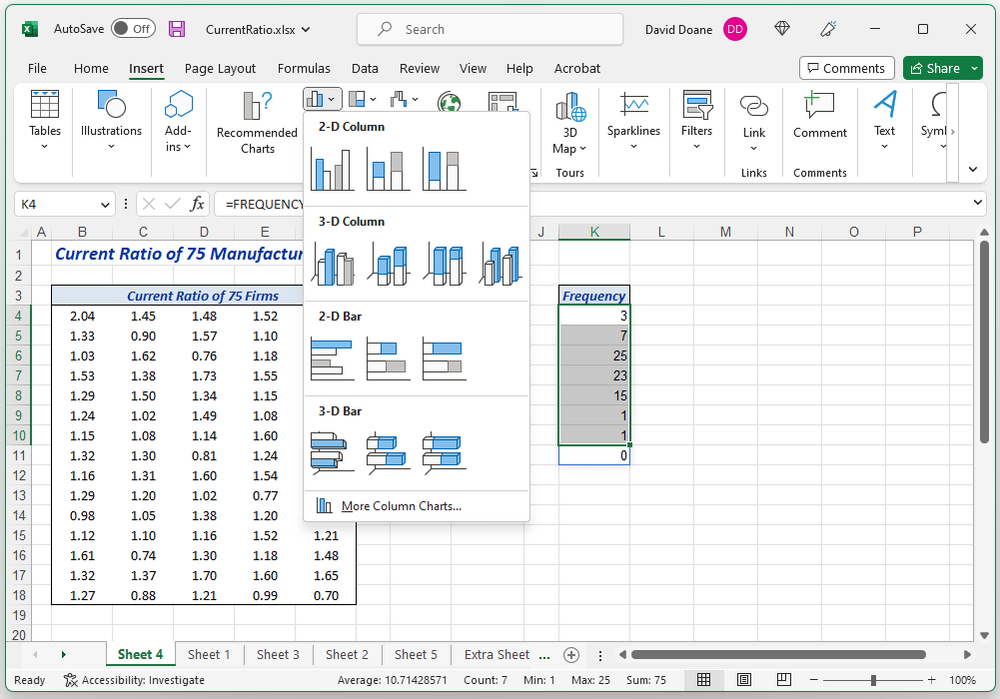 AutoSave Off CurrentRatio.xlsx Search David Doane DD
File Home Insert Page Layout Formulas Data Review View Help Acrobat Comments Share
Tables Illustrations Add-ins Recommended Charts 3D Map Sparklines Filters Link Comment Text
Tours Links Comments
2-D Column
3-D Column
2-D Bar
3-D Bar
More Column Charts...
K4 fx =FREQUENCY
A B C D E J K L M N O P
1 Current Ratio of 75 Manufactur
2
3 Current Ratio of 75 Firms Frequency
4 2.04 1.45 1.48 1.52 3
5 1.33 0.90 1.57 1.10 7
6 1.03 1.62 0.76 1.18 25
7 1.53 1.38 1.73 1.55 23
8 1.29 1.50 1.34 1.15 15
9 1.24 1.02 1.49 1.08 1
10 1.15 1.08 1.14 1.60 1
11 1.32 1.30 0.81 1.24 0
12 1.16 1.31 1.60 1.54
13 1.29 1.20 1.02 0.77
14 0.98 1.05 1.38 1.20
15 1.12 1.10 1.16 1.52 1.21
16 1.61 0.74 1.30 1.18 1.48
17 1.32 1.37 1.70 1.60 1.65
18 1.27 0.88 1.21 0.99 0.70
19
20
Sheet 4 Sheet 1 Sheet 3 Sheet 2 Sheet 5 Extra Sheet ...
Ready Accessibility: Investigate Average: 10.71428571 Count: 7 Min: 1 Max: 25 Sum: 75 100%